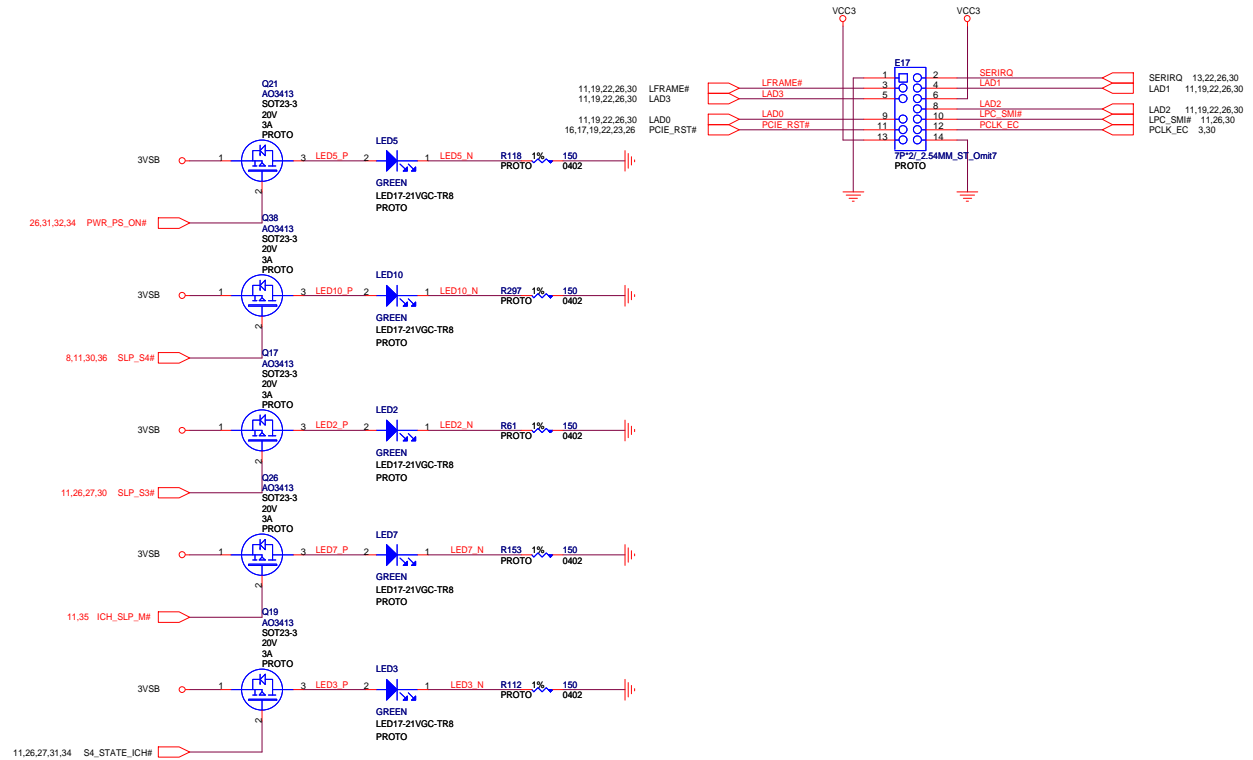 VCC3 VCC3
E17
11,19,22,26,30 LFRAME# LFRAME# 1 2 SERIRQ SERIRQ 13,22,26,30
11,19,22,26,30 LAD3 LAD3 3 4 LAD1 LAD1 11,19,22,26,30
5 6
8 LAD2 LAD2 11,19,22,26,30
11,19,22,26,30 LAD0 LAD0 9 10 LPC_SMI# LPC_SMI# 11,26,30
16,17,19,22,23,26 PCIE_RST# PCIE_RST# 11 12 PCLK_EC PCLK_EC 3,30
13 14
7P*2/_2.54MM_ST_Omit7
PROTO
Q21
AO3413
SOT23-3
20V
3A
PROTO
3VSB 1 3 LED5_P 2 LED5 1 LED5_N R118 1% 150
PROTO 0402
2
GREEN
LED17-21VGC-TR8
PROTO
26,31,32,34 PWR_PS_ON#
Q38
AO3413
SOT23-3
20V
3A
PROTO
3VSB 1 3 LED10_P 2 LED10 1 LED10_N R297 1% 150
PROTO 0402
2
GREEN
LED17-21VGC-TR8
PROTO
8,11,30,36 SLP_S4#
Q17
AO3413
SOT23-3
20V
3A
PROTO
3VSB 1 3 LED2_P 2 LED2 1 LED2_N R61 1% 150
PROTO 0402
2
GREEN
LED17-21VGC-TR8
PROTO
11,26,27,30 SLP_S3#
Q26
AO3413
SOT23-3
20V
3A
PROTO
3VSB 1 3 LED7_P 2 LED7 1 LED7_N R153 1% 150
PROTO 0402
2
GREEN
LED17-21VGC-TR8
PROTO
11,35 ICH_SLP_M#
Q19
AO3413
SOT23-3
20V
3A
PROTO
3VSB 1 3 LED3_P 2 LED3 1 LED3_N R112 1% 150
PROTO 0402
2
GREEN
LED17-21VGC-TR8
PROTO
11,26,27,31,34 S4_STATE_ICH#